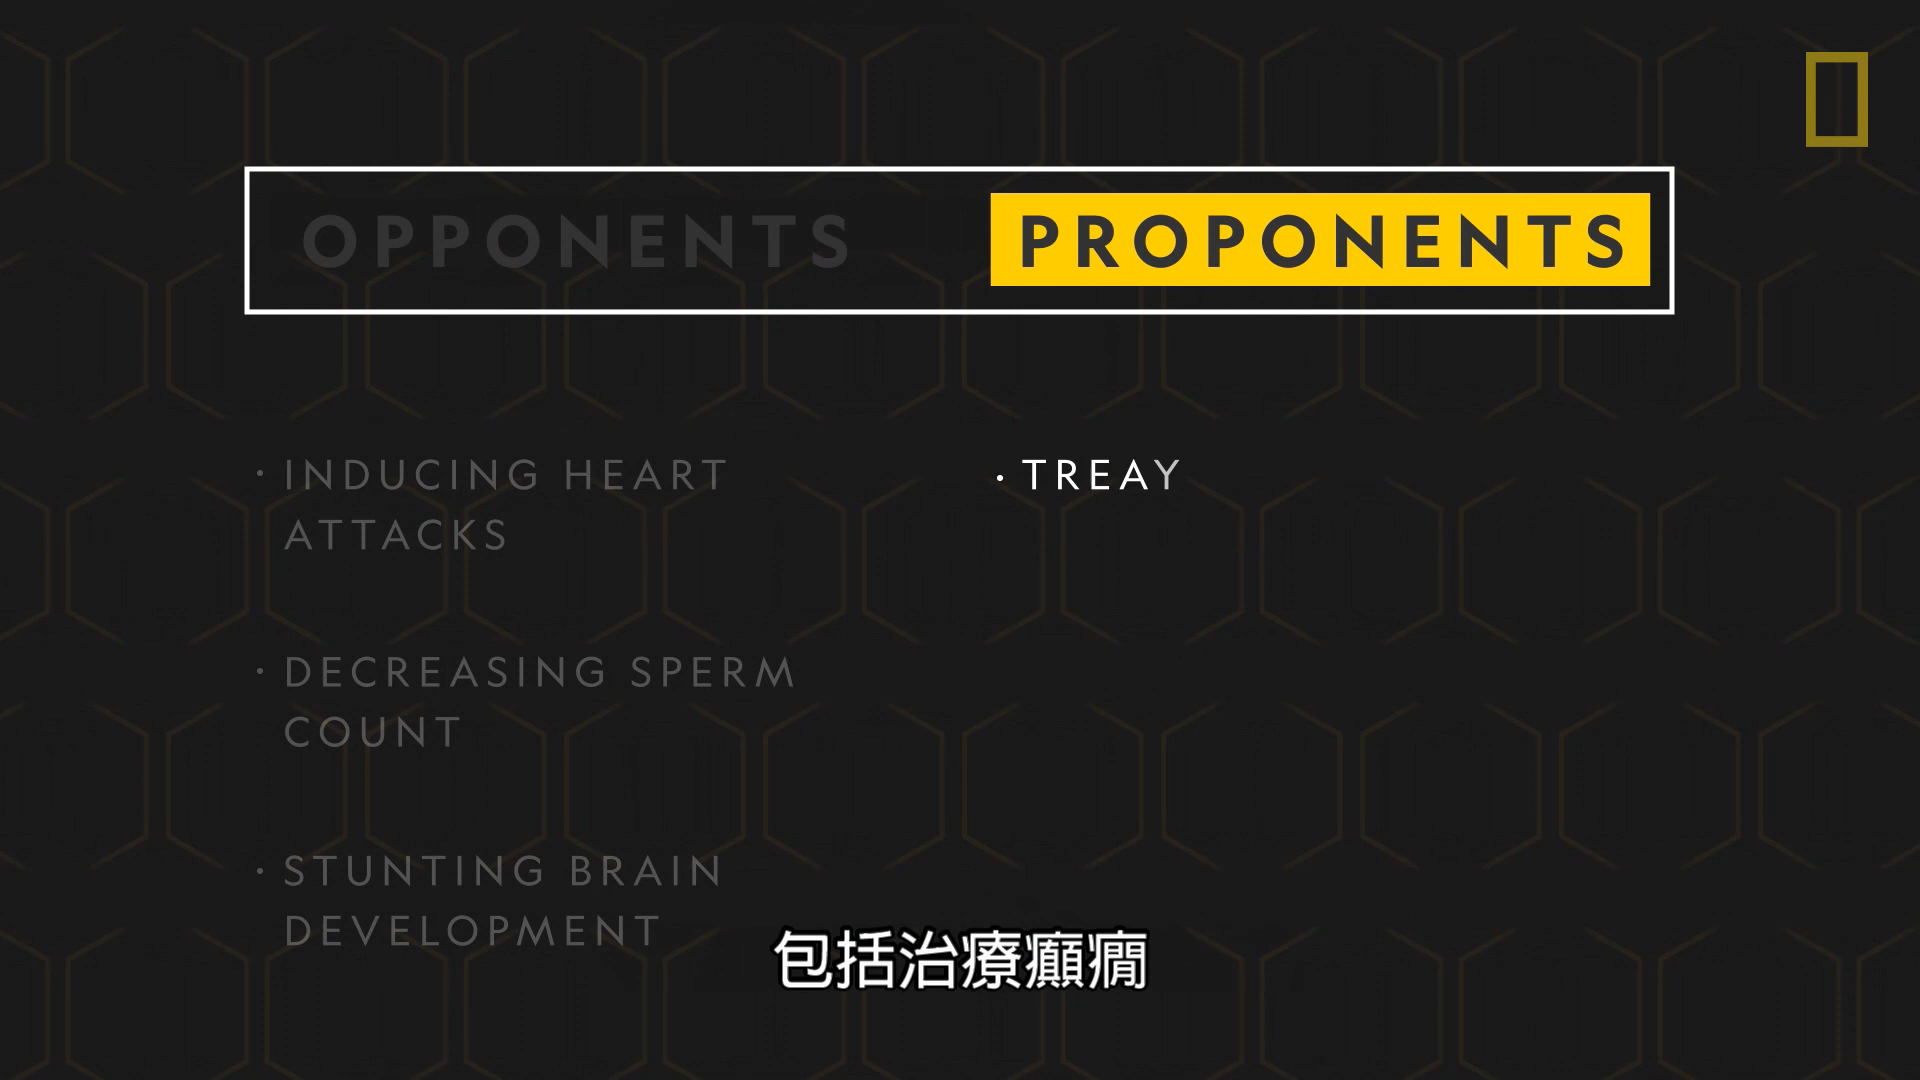 OPPONENTS
PROPONENTS
· INDUCING HEART
ATTACKS
· DECREASING SPERM
COUNT
· STUNTING BRAIN
DEVELOPMENT
· TREAY
包括治療癲癇